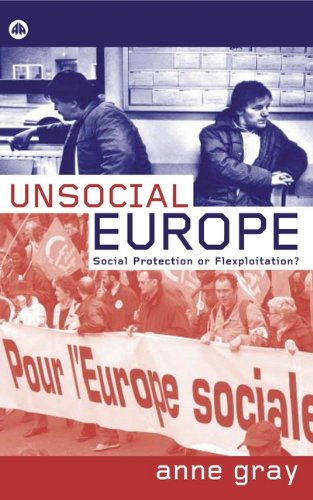 UNSOCIAL
EUROPE
Social Protection or Flexploitation?
Pour l'Europe sociale
anne gray